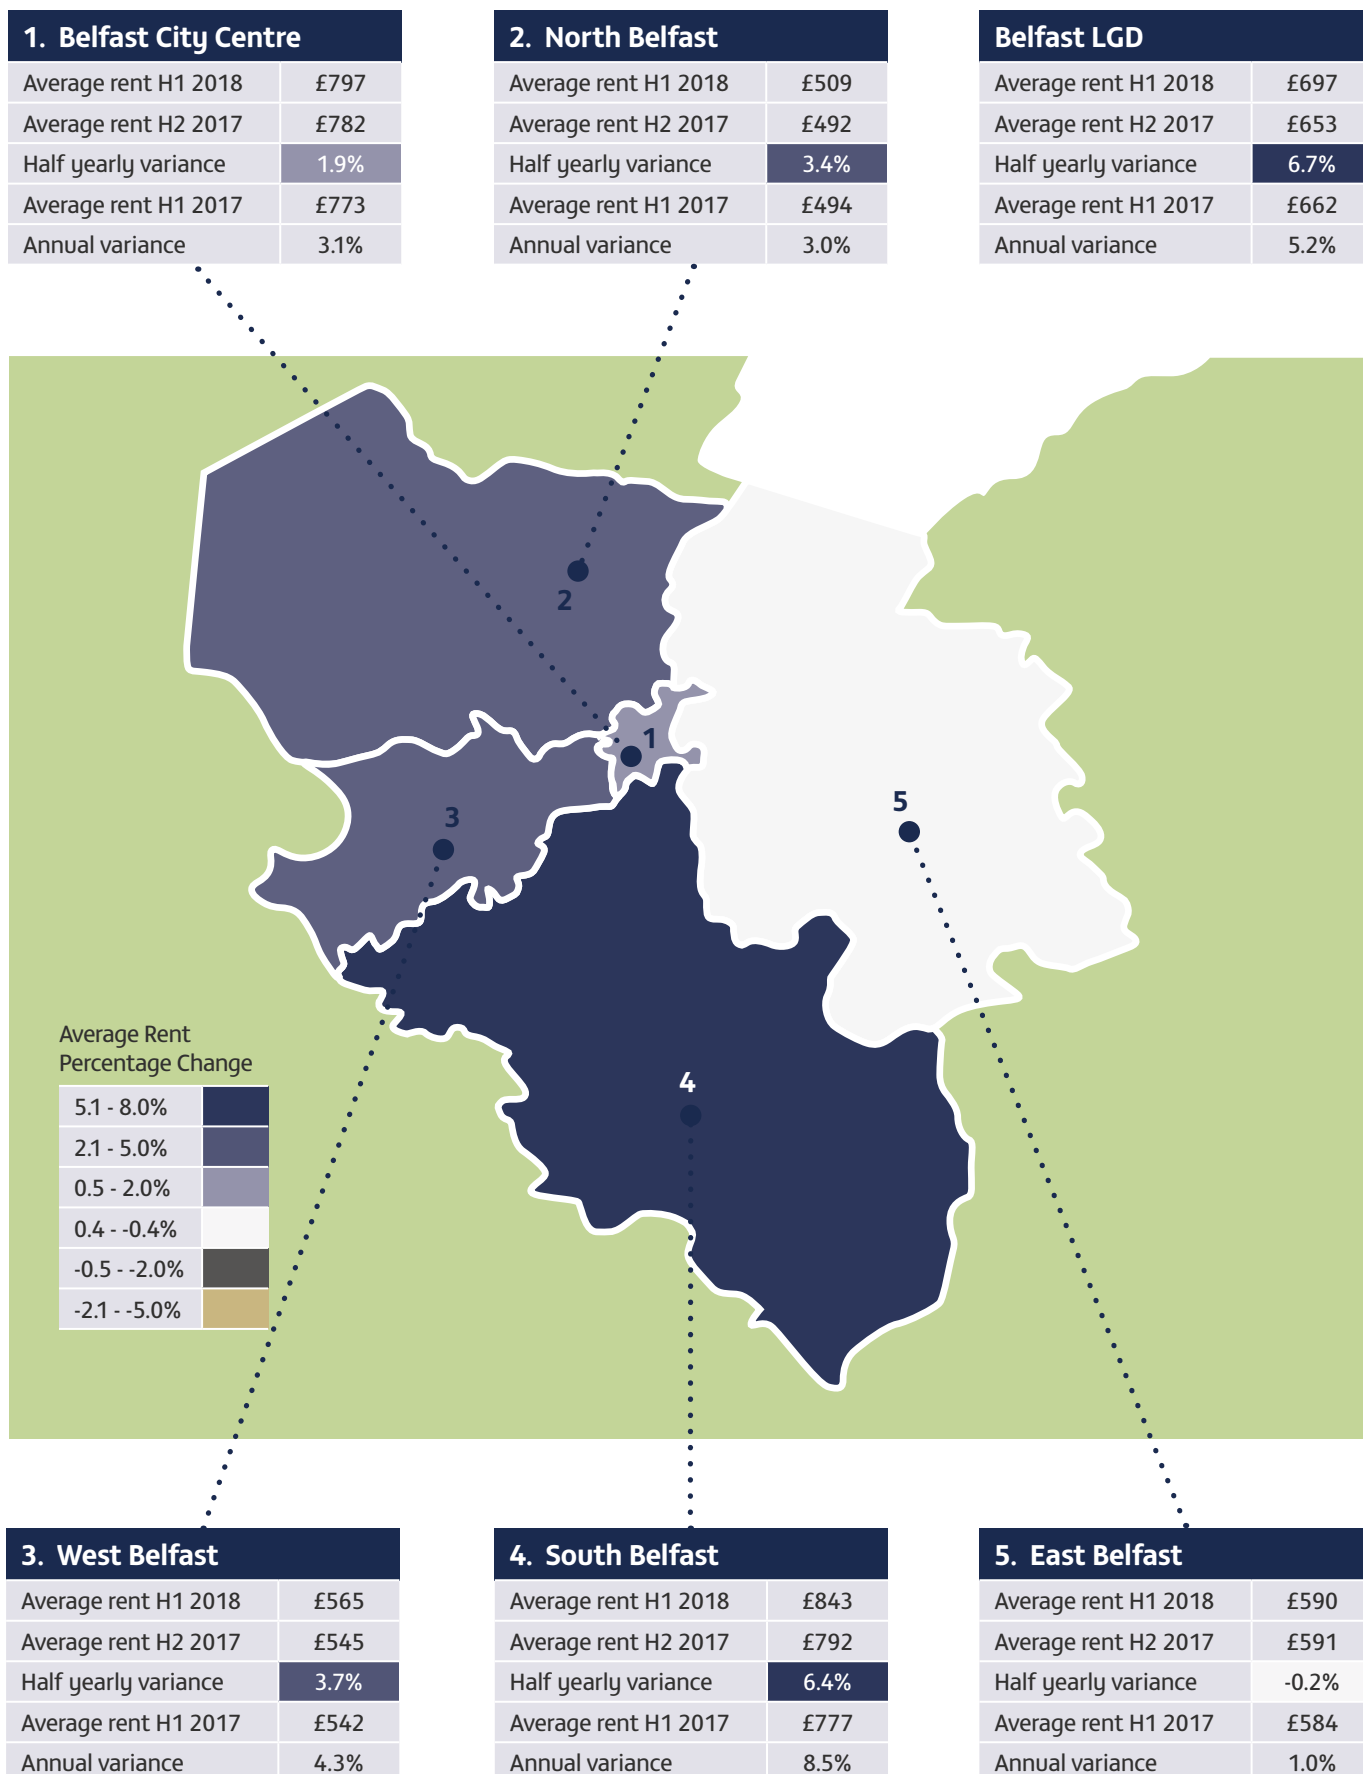 1. Belfast City Centre
Average rent H1 2018 £797
Average rent H2 2017 £782
Half yearly variance 1.9%
Average rent H1 2017 £773
Annual variance 3.1%
2. North Belfast
Average rent H1 2018 £509
Average rent H2 2017 £492
Half yearly variance 3.4%
Average rent H1 2017 £494
Annual variance 3.0%
Belfast LGD
Average rent H1 2018 £697
Average rent H2 2017 £653
Half yearly variance 6.7%
Average rent H1 2017 £662
Annual variance 5.2%
2
1
3
5
4
Average Rent
Percentage Change
5.1 - 8.0%
2.1 - 5.0%
0.5 - 2.0%
0.4 - -0.4%
-0.5 - -2.0%
-2.1 - -5.0%
3. West Belfast
Average rent H1 2018 £565
Average rent H2 2017 £545
Half yearly variance 3.7%
Average rent H1 2017 £542
Annual variance 4.3%
4. South Belfast
Average rent H1 2018 £843
Average rent H2 2017 £792
Half yearly variance 6.4%
Average rent H1 2017 £777
Annual variance 8.5%
5. East Belfast
Average rent H1 2018 £590
Average rent H2 2017 £591
Half yearly variance -0.2%
Average rent H1 2017 £584
Annual variance 1.0%